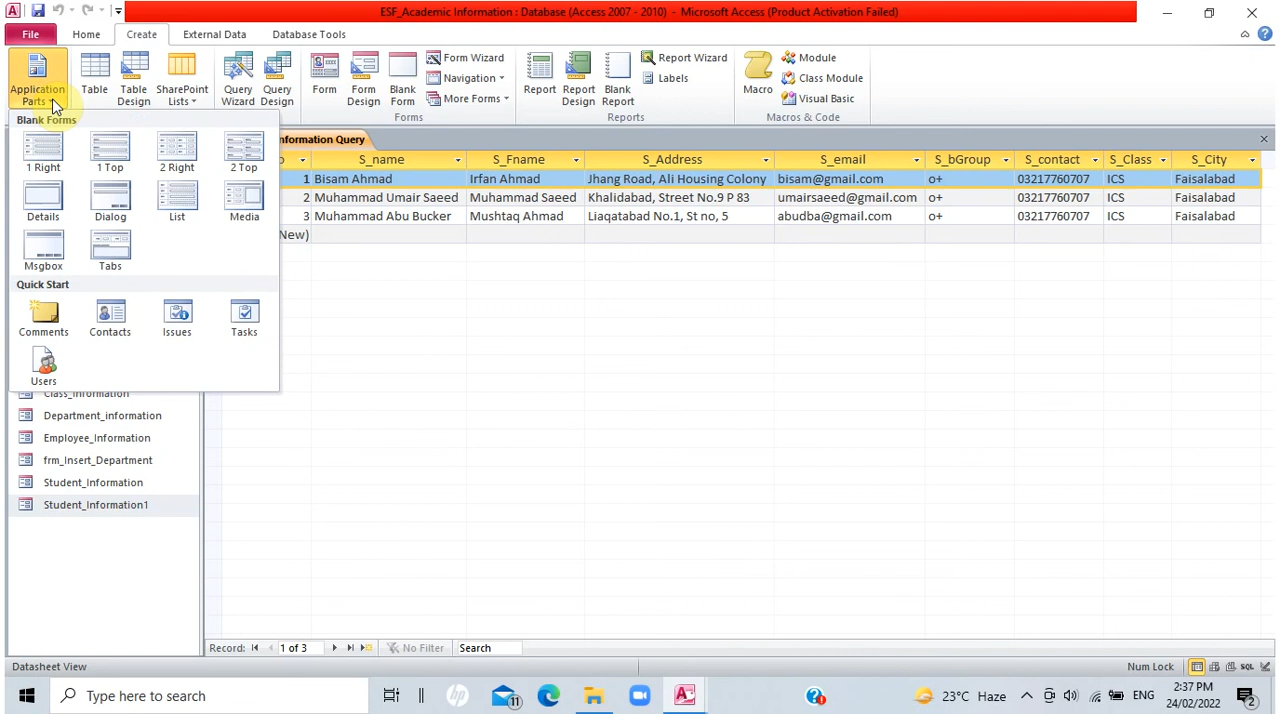 ESF_Academic Information : Database (Access 2007 - 2010) - Microsoft Access (Product Activation Failed)
File Home Create External Data Database Tools
Application Parts
Table
Table Design
SharePoint Lists
Query Wizard
Query Design
Form
Form Design
Blank Form
Form Wizard
Navigation
More Forms
Forms
Report
Report Design
Blank Report
Report Wizard
Labels
Reports
Macro
Module
Class Module
Visual Basic
Macros & Code
Blank Forms
1 Right 1 Top 2 Right 2 Top
Details Dialog List Media
Msgbox Tabs
Quick Start
Comments Contacts Issues Tasks
Users
Class_Information
Department_information
Employee_Information
frm_Insert_Department
Student_Information
Student_Information1
nformation Query
S_name S_Fname S_Address S_email S_bGroup S_contact S_Class S_City
1 Bisam Ahmad Irfan Ahmad Jhang Road, Ali Housing Colony bisam@gmail.com o+ 03217760707 ICS Faisalabad
2 Muhammad Umair Saeed Muhammad Saeed Khalidabad, Street No.9 P 83 umairsaeed@gmail.com o+ 03217760707 ICS Faisalabad
3 Muhammad Abu Bucker Mushtaq Ahmad Liaqatabad No.1, St no, 5 abudba@gmail.com o+ 03217760707 ICS Faisalabad
New)
Record: 1 of 3 No Filter Search
Datasheet View Num Lock SQL
Type here to search
11
23°C Haze
ENG
2:37 PM
24/02/2022
2